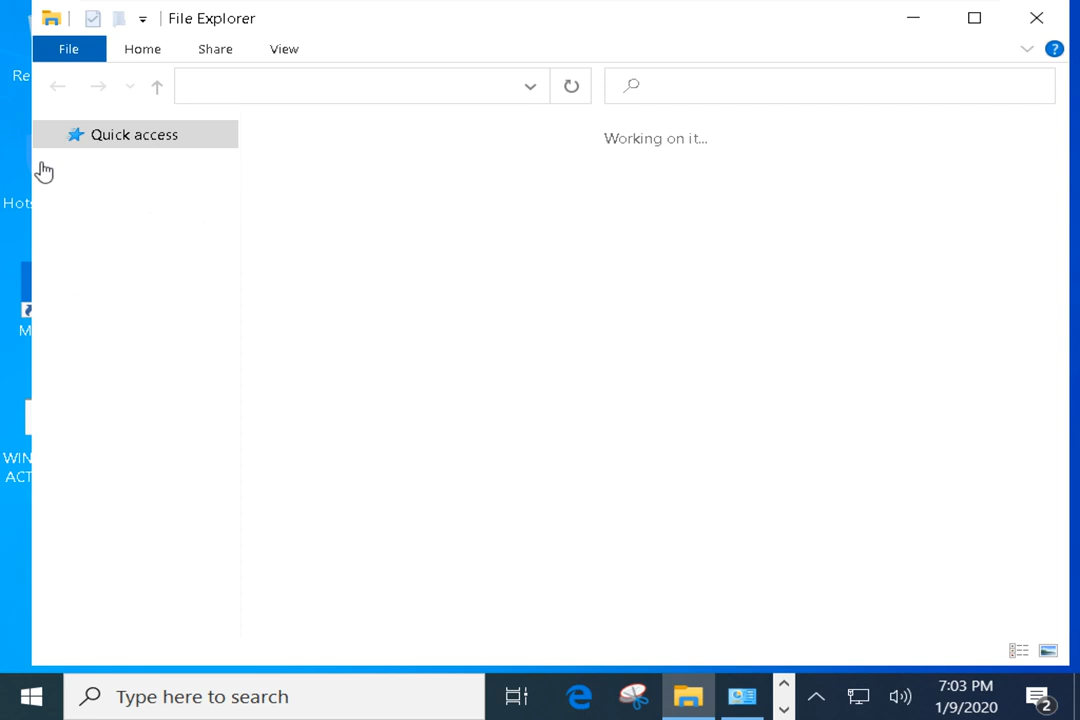 File Explorer
File Home Share View
Quick access
Working on it...
Re
Hots
M
WIN
ACT
Type here to search
7:03 PM
1/9/2020
2